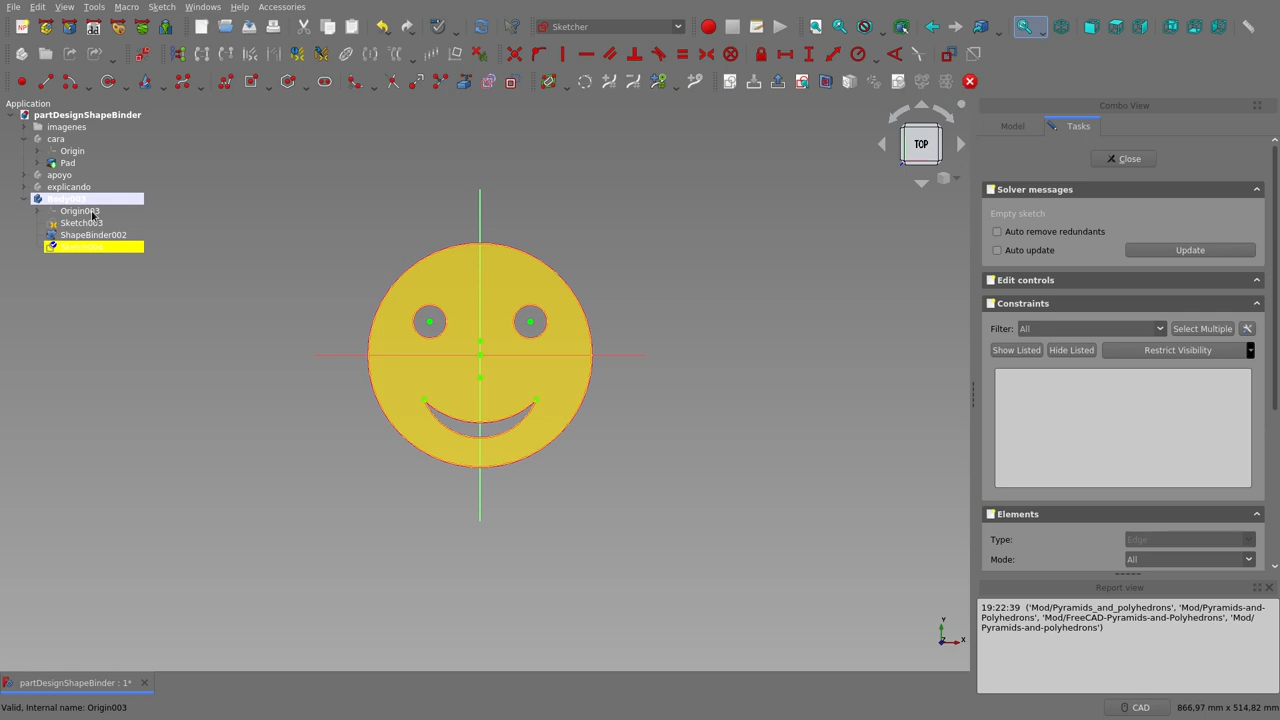 File Edit View Tools Macro Sketch Windows Help Accessories
Sketcher
Application
partDesignShapeBinder
imagenes
cara
Origin
Pad
apoyo
explicando
Body003
Origin003
Sketch003
ShapeBinder002
TOP
Y
X
Combo View
Model
Tasks
Close
Solver messages
Empty sketch
Auto remove redundants
Auto update
Update
Edit controls
Constraints
Filter: All
Select Multiple
Show Listed
Hide Listed
Restrict Visibility
Elements
Type: Edge
Mode: All
Report view
19:22:39 ('Mod/Pyramids_and_polyhedrons', 'Mod/Pyramids-and-
Polyhedrons', 'Mod/FreeCAD-Pyramids-and-Polyhedrons', 'Mod/
Pyramids-and-polyhedrons')
partDesignShapeBinder : 1*
Valid, Internal name: Origin003
CAD
866,97 mm x 514,82 mm